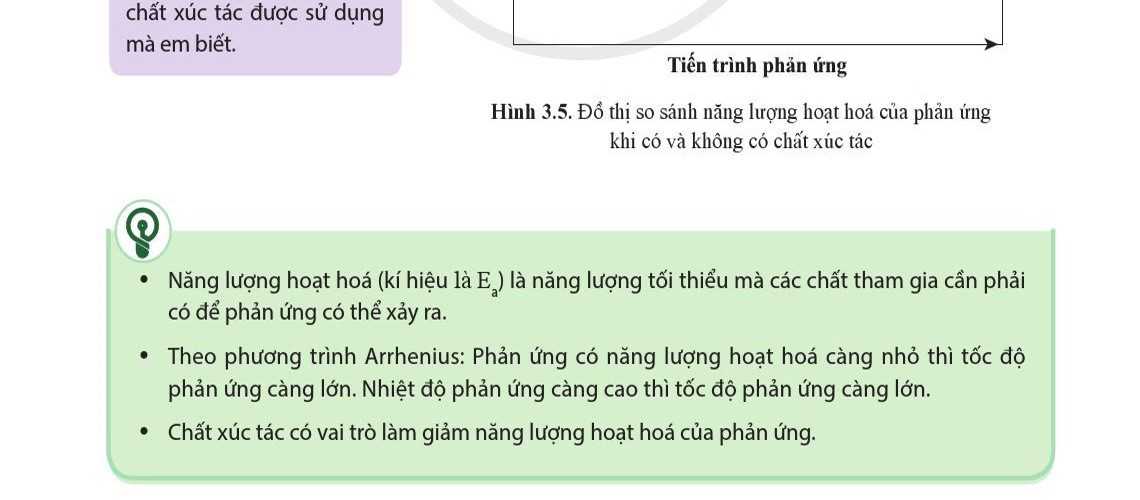 chất xúc tác được sử dụng
mà em biết.
Tiến trình phản ứng
Hình 3.5. Đồ thị so sánh năng lượng hoạt hoá của phản ứng
khi có và không có chất xúc tác
• Năng lượng hoạt hoá (kí hiệu là Eₐ) là năng lượng tối thiểu mà các chất tham gia cần phải
có để phản ứng có thể xảy ra.
• Theo phương trình Arrhenius: Phản ứng có năng lượng hoạt hoá càng nhỏ thì tốc độ
phản ứng càng lớn. Nhiệt độ phản ứng càng cao thì tốc độ phản ứng càng lớn.
• Chất xúc tác có vai trò làm giảm năng lượng hoạt hoá của phản ứng.